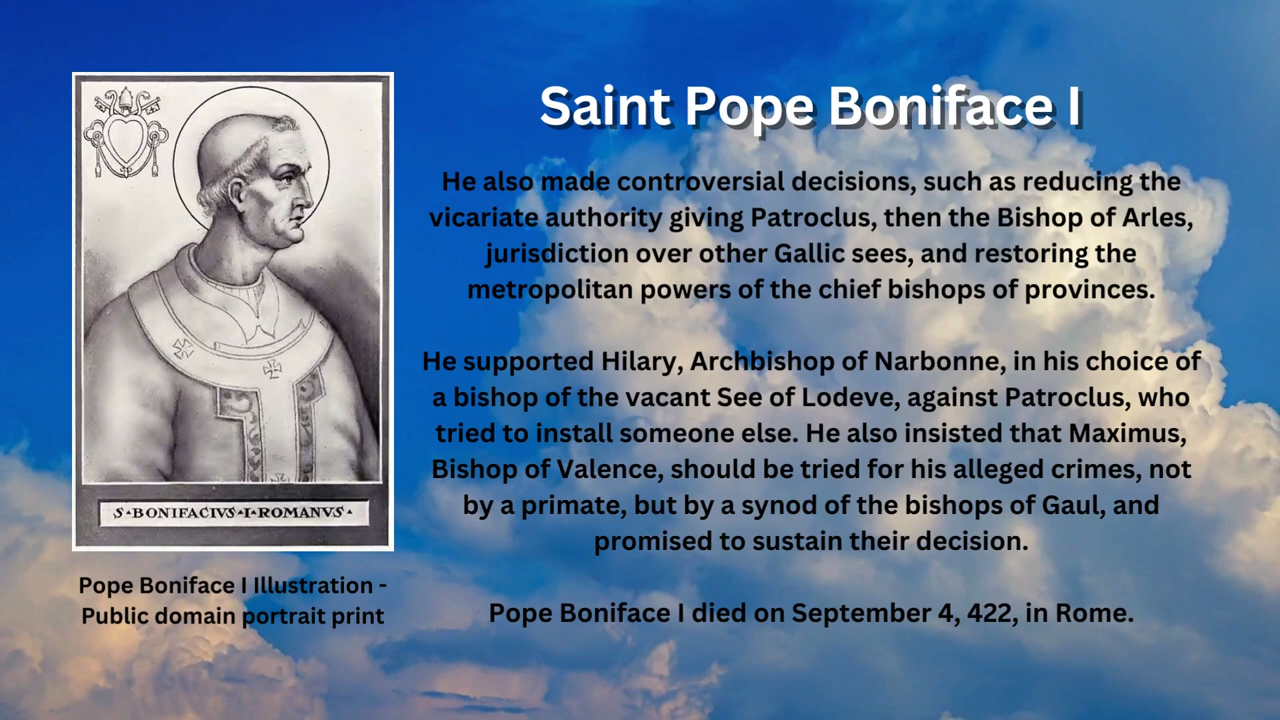 Saint Pope Boniface I
He also made controversial decisions, such as reducing the
vicariate authority giving Patroclus, then the Bishop of Arles,
jurisdiction over other Gallic sees, and restoring the
metropolitan powers of the chief bishops of provinces.
He supported Hilary, Archbishop of Narbonne, in his choice of
a bishop of the vacant See of Lodeve, against Patroclus, who
tried to install someone else. He also insisted that Maximus,
Bishop of Valence, should be tried for his alleged crimes, not
by a primate, but by a synod of the bishops of Gaul, and
promised to sustain their decision.
Pope Boniface I died on September 4, 422, in Rome.
S·BONIFACIVS·I·ROMANVS·
Pope Boniface I Illustration -
Public domain portrait print